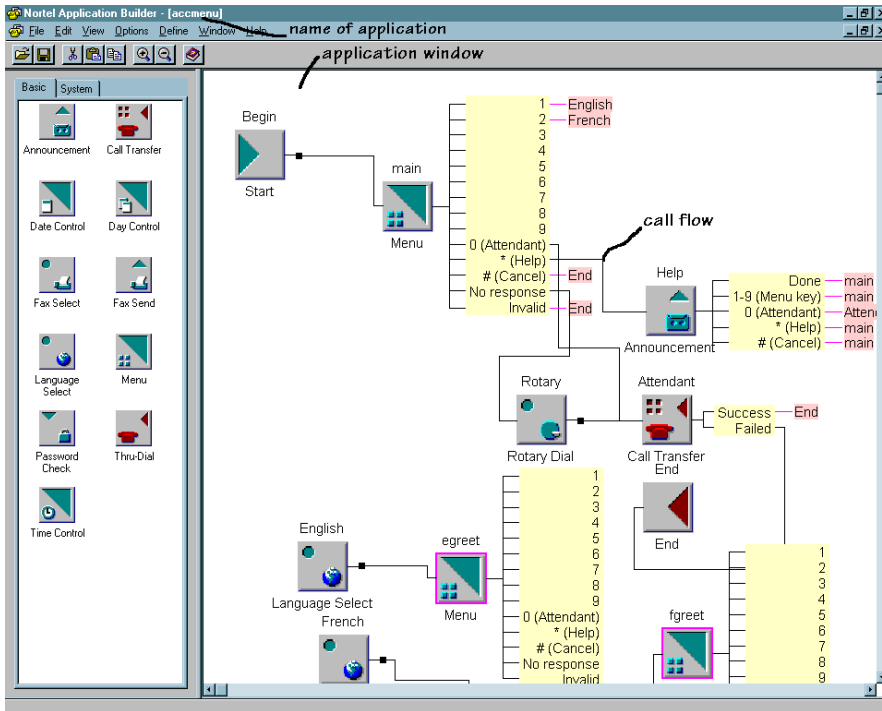 Nortel Application Builder - [accmenu]
File Edit View Options Define Window Help
name of application
application window
Basic System
Announcement Call Transfer
Date Control Day Control
Fax Select Fax Send
Language Select Menu
Password Check Thru-Dial
Time Control
Begin
Start
main
Menu
1 English
2 French
3
4
5
6
7
8
9
0 (Attendant)
* (Help)
# (Cancel) End
No response
Invalid End
call flow
Help
Announcement
Done main
1-9 (Menu key) main
0 (Attendant) Atten
* (Help) main
# (Cancel) main
Rotary
Rotary Dial
Attendant
Call Transfer
Success End
Failed
End
End
English
Language Select
French
egreet
Menu
1
2
3
4
5
6
7
8
9
0 (Attendant)
* (Help)
# (Cancel)
No response
Invalid
fgreet
1
2
3
4
5
6
7
8
9